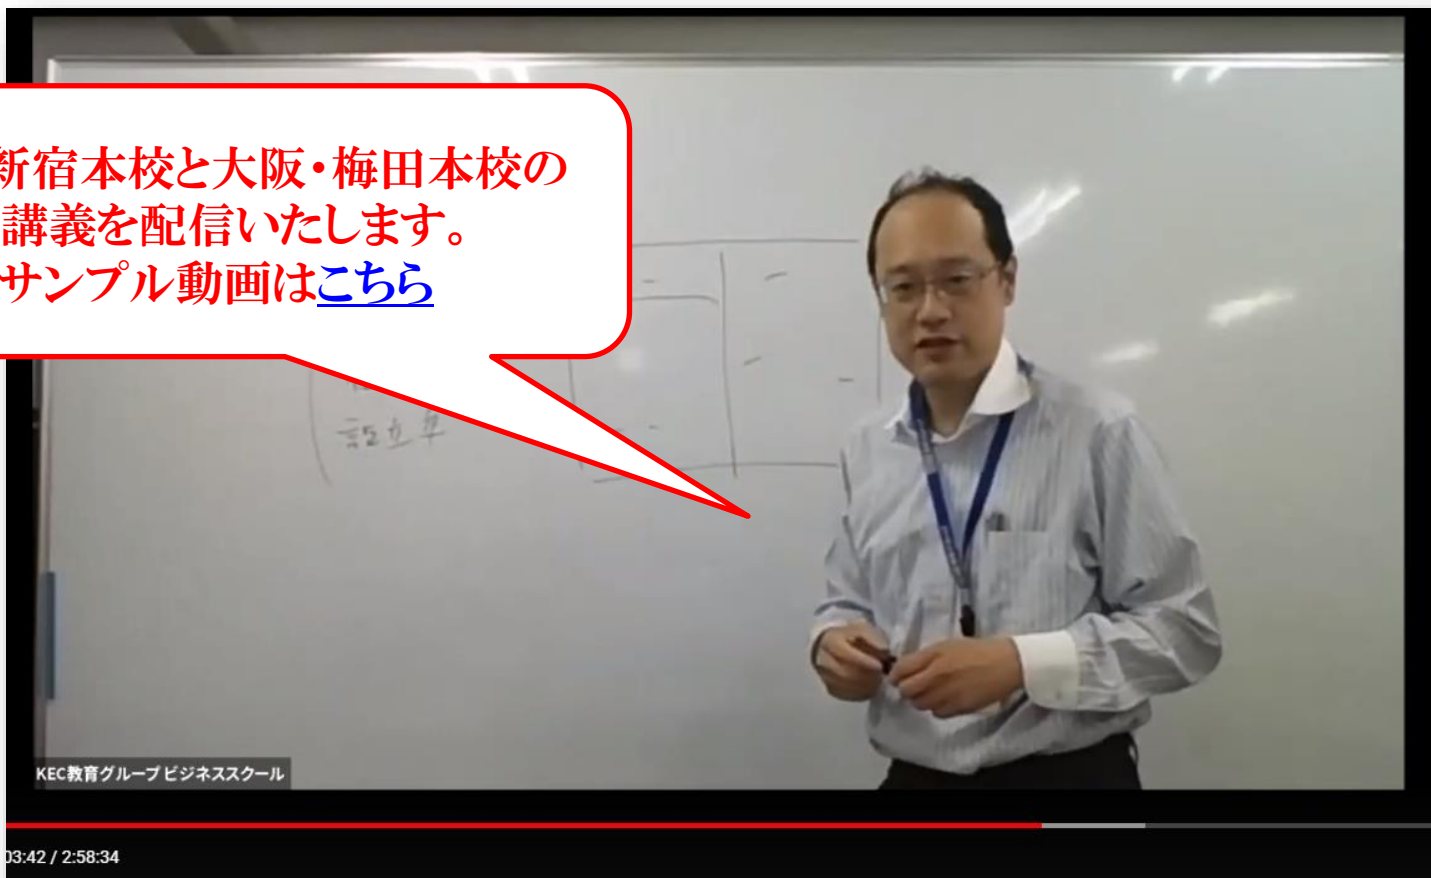 新宿本校と大阪・梅田本校の
講義を配信いたします。
サンプル動画はこちら
KEC教育グループ ビジネススクール
03:42 / 2:58:34